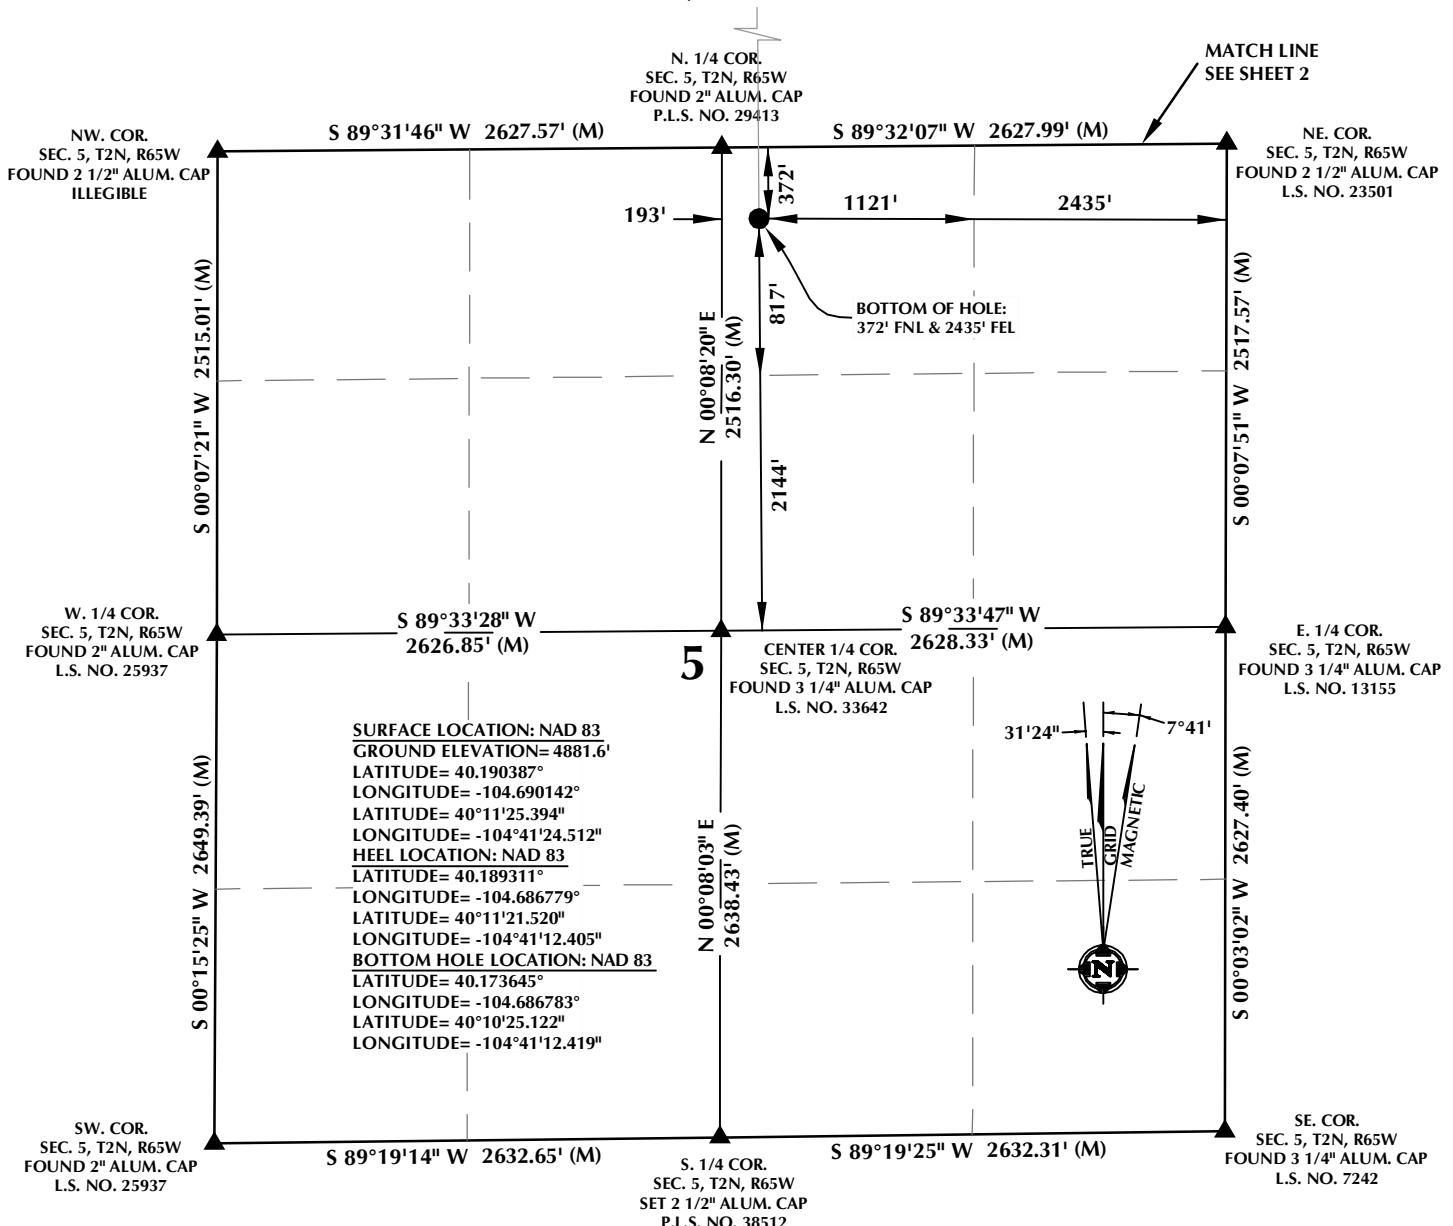 N. 1/4 COR.
SEC. 5, T2N, R65W
FOUND 2" ALUM. CAP
P.L.S. NO. 29413
MATCH LINE
SEE SHEET 2
NW. COR.
SEC. 5, T2N, R65W
FOUND 2 1/2" ALUM. CAP
ILLEGIBLE
S 89°31'46" W 2627.57' (M)
S 89°32'07" W 2627.99' (M)
NE. COR.
SEC. 5, T2N, R65W
FOUND 2 1/2" ALUM. CAP
L.S. NO. 23501
372'
193'
1121'
2435'
817'
BOTTOM OF HOLE:
372' FNL & 2435' FEL
S 00°07'21" W 2515.01' (M)
N 00°08'20" E
2516.30' (M)
S 00°07'51" W 2517.57' (M)
2144'
W. 1/4 COR.
SEC. 5, T2N, R65W
FOUND 2" ALUM. CAP
L.S. NO. 25937
S 89°33'28" W
2626.85' (M)
S 89°33'47" W
2628.33' (M)
5
CENTER 1/4 COR.
SEC. 5, T2N, R65W
FOUND 3 1/4" ALUM. CAP
L.S. NO. 33642
E. 1/4 COR.
SEC. 5, T2N, R65W
FOUND 3 1/4" ALUM. CAP
L.S. NO. 13155
SURFACE LOCATION: NAD 83
GROUND ELEVATION= 4881.6'
LATITUDE= 40.190387°
LONGITUDE= -104.690142°
LATITUDE= 40°11'25.394"
LONGITUDE= -104°41'24.512"
HEEL LOCATION: NAD 83
LATITUDE= 40.189311°
LONGITUDE= -104.686779°
LATITUDE= 40°11'21.520"
LONGITUDE= -104°41'12.405"
BOTTOM HOLE LOCATION: NAD 83
LATITUDE= 40.173645°
LONGITUDE= -104.686783°
LATITUDE= 40°10'25.122"
LONGITUDE= -104°41'12.419"
31'24"
7°41'
TRUE
GRID
MAGNETIC
N
S 00°15'25" W 2649.39' (M)
N 00°08'03" E
2638.43' (M)
S 00°03'02" W 2627.40' (M)
SW. COR.
SEC. 5, T2N, R65W
FOUND 2" ALUM. CAP
L.S. NO. 25937
S 89°19'14" W 2632.65' (M)
S 89°19'25" W 2632.31' (M)
S. 1/4 COR.
SEC. 5, T2N, R65W
SET 2 1/2" ALUM. CAP
P.L.S. NO. 38512
SE. COR.
SEC. 5, T2N, R65W
FOUND 3 1/4" ALUM. CAP
L.S. NO. 7242